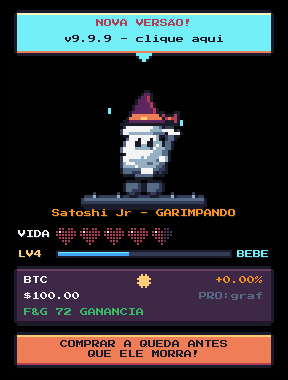 NOVA VERSÃO!
v9.9.9 - clique aqui
Satoshi Jr - GARIMPANDO
VIDA
LV4 BEBE
BTC +0.00%
$100.00 PRO:graf
F&G 72 GANANCIA
COMPRAR A QUEDA ANTES
QUE ELE MORRA!